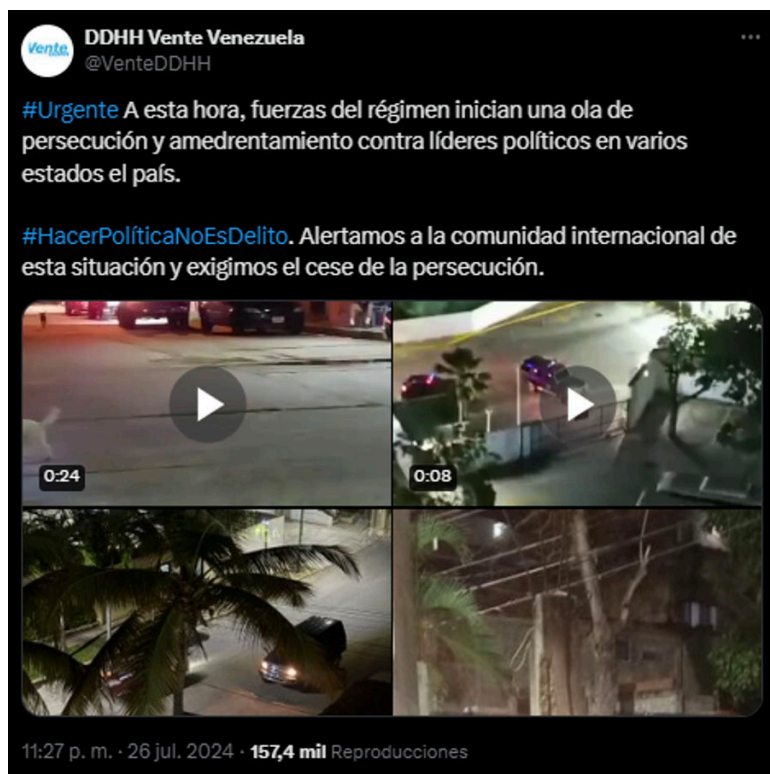 Vente
DDHH Vente Venezuela
@VenteDDHH
#Urgente A esta hora, fuerzas del régimen inician una ola de
persecución y amedrentamiento contra líderes políticos en varios
estados el país.
#HacerPolíticaNoEsDelito. Alertamos a la comunidad internacional de
esta situación y exigimos el cese de la persecución.
0:24
0:08
11:27 p. m. · 26 jul. 2024 · 157,4 mil Reproducciones